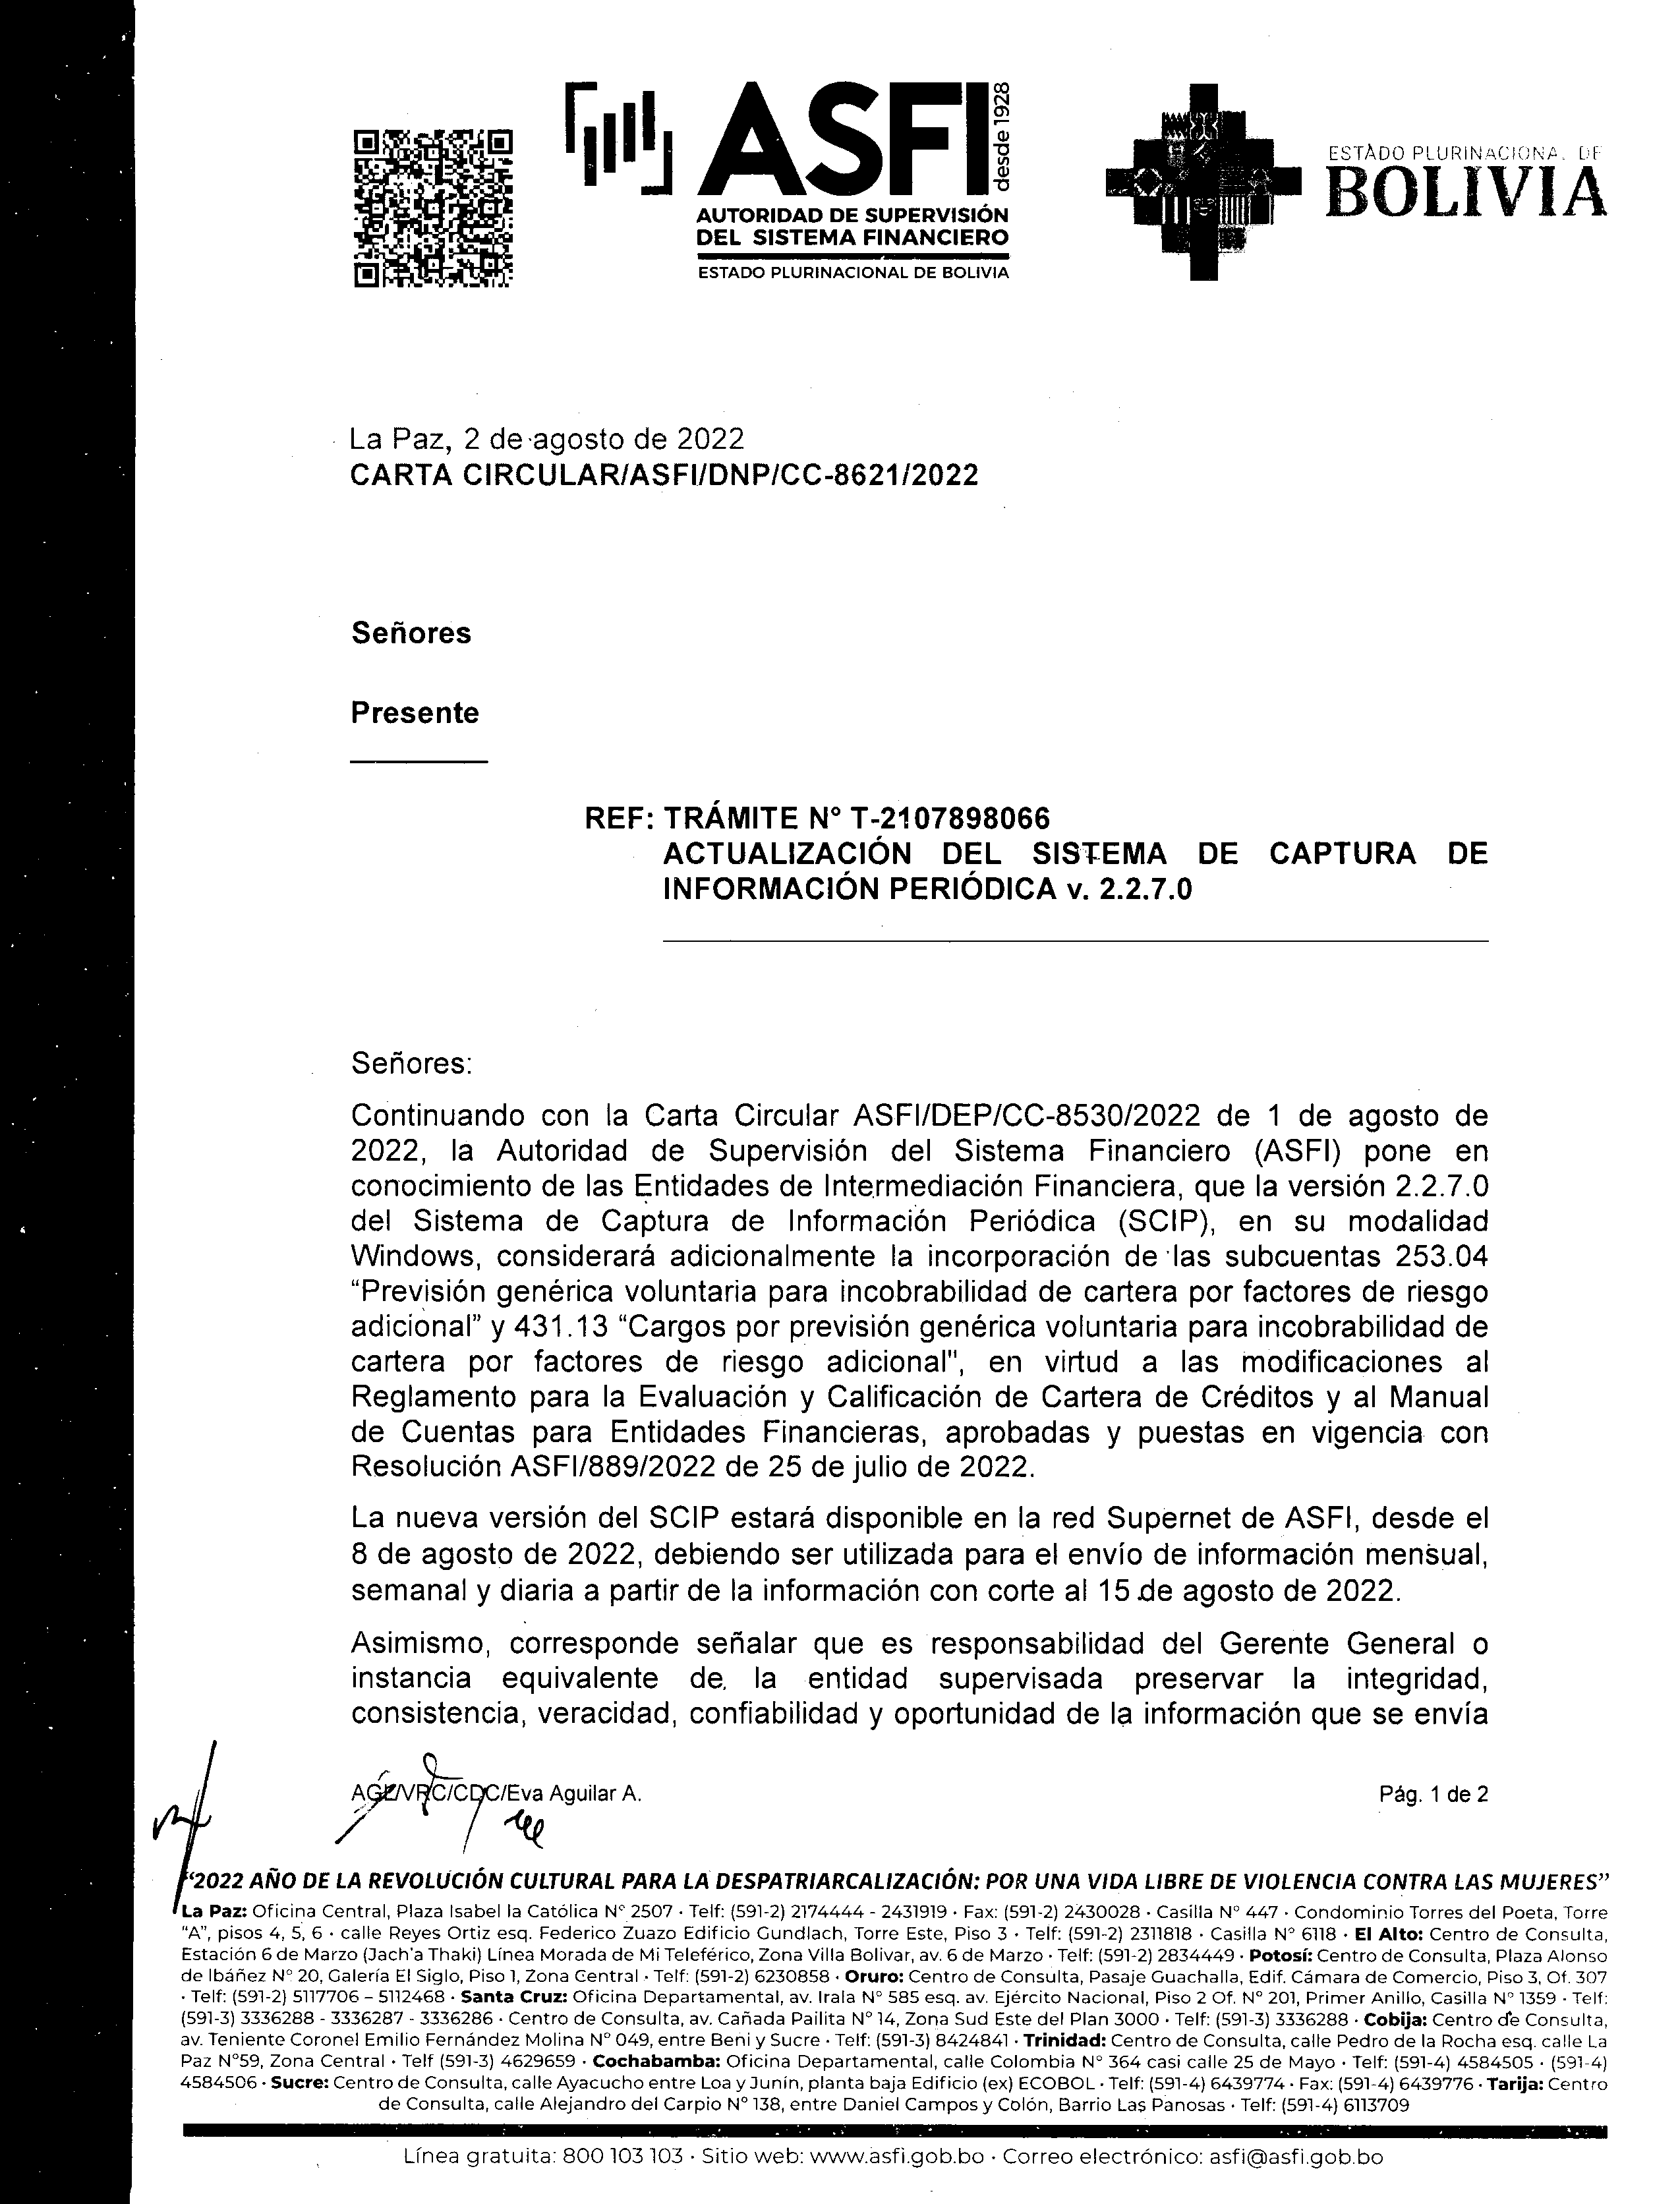 ASFI
desde 1928
AUTORIDAD DE SUPERVISIÓN
DEL SISTEMA FINANCIERO
ESTADO PLURINACIONAL DE BOLIVIA
ESTADO PLURINACIONAL DE
BOLIVIA
La Paz, 2 de agosto de 2022
CARTA CIRCULAR/ASFI/DNP/CC-8621/2022
Señores
Presente
REF: TRÁMITE N° T-2107898066
ACTUALIZACIÓN DEL SISTEMA DE CAPTURA DE
INFORMACIÓN PERIÓDICA v. 2.2.7.0
Señores:
Continuando con la Carta Circular ASFI/DEP/CC-8530/2022 de 1 de agosto de
2022, la Autoridad de Supervisión del Sistema Financiero (ASFI) pone en
conocimiento de las Entidades de Intermediación Financiera, que la versión 2.2.7.0
del Sistema de Captura de Información Periódica (SCIP), en su modalidad
Windows, considerará adicionalmente la incorporación de las subcuentas 253.04
“Previsión genérica voluntaria para incobrabilidad de cartera por factores de riesgo
adicional” y 431.13 “Cargos por previsión genérica voluntaria para incobrabilidad de
cartera por factores de riesgo adicional", en virtud a las modificaciones al
Reglamento para la Evaluación y Calificación de Cartera de Créditos y al Manual
de Cuentas para Entidades Financieras, aprobadas y puestas en vigencia con
Resolución ASFI/889/2022 de 25 de julio de 2022.
La nueva versión del SCIP estará disponible en la red Supernet de ASFI, desde el
8 de agosto de 2022, debiendo ser utilizada para el envío de información mensual,
semanal y diaria a partir de la información con corte al 15 de agosto de 2022.
Asimismo, corresponde señalar que es responsabilidad del Gerente General o
instancia equivalente de la entidad supervisada preservar la integridad,
consistencia, veracidad, confiabilidad y oportunidad de la información que se envía
AGL/VRC/CDC/Eva Aguilar A.
Pág. 1 de 2
“2022 AÑO DE LA REVOLUCIÓN CULTURAL PARA LA DESPATRIARCALIZACIÓN: POR UNA VIDA LIBRE DE VIOLENCIA CONTRA LAS MUJERES”
La Paz: Oficina Central, Plaza Isabel la Católica N° 2507 · Telf: (591-2) 2174444 - 2431919 · Fax: (591-2) 2430028 · Casilla N° 447 · Condominio Torres del Poeta, Torre
“A”, pisos 4, 5, 6 · calle Reyes Ortiz esq. Federico Zuazo Edificio Gundlach, Torre Este, Piso 3 · Telf: (591-2) 2311818 · Casilla N° 6118 · El Alto: Centro de Consulta,
Estación 6 de Marzo (Jach’a Thaki) Línea Morada de Mi Teleférico, Zona Villa Bolivar, av. 6 de Marzo · Telf: (591-2) 2834449 · Potosí: Centro de Consulta, Plaza Alonso
de Ibáñez N° 20, Galería El Siglo, Piso 1, Zona Central · Telf: (591-2) 6230858 · Oruro: Centro de Consulta, Pasaje Guachalla, Edif. Cámara de Comercio, Piso 3, Of. 307
· Telf: (591-2) 5117706 – 5112468 · Santa Cruz: Oficina Departamental, av. Irala N° 585 esq. av. Ejército Nacional, Piso 2 Of. N° 201, Primer Anillo, Casilla N° 1359 · Telf:
(591-3) 3336288 - 3336287 - 3336286 · Centro de Consulta, av. Cañada Pailita N° 14, Zona Sud Este del Plan 3000 · Telf: (591-3) 3336288 · Cobija: Centro de Consulta,
av. Teniente Coronel Emilio Fernández Molina N° 049, entre Beni y Sucre · Telf: (591-3) 8424841 · Trinidad: Centro de Consulta, calle Pedro de la Rocha esq. calle La
Paz N°59, Zona Central · Telf (591-3) 4629659 · Cochabamba: Oficina Departamental, calle Colombia N° 364 casi calle 25 de Mayo · Telf: (591-4) 4584505 · (591-4)
4584506 · Sucre: Centro de Consulta, calle Ayacucho entre Loa y Junín, planta baja Edificio (ex) ECOBOL · Telf: (591-4) 6439774 · Fax: (591-4) 6439776 · Tarija: Centro
de Consulta, calle Alejandro del Carpio N° 138, entre Daniel Campos y Colón, Barrio Las Panosas · Telf: (591-4) 6113709
Línea gratuita: 800 103 103 · Sitio web: www.asfi.gob.bo · Correo electrónico: asfi@asfi.gob.bo